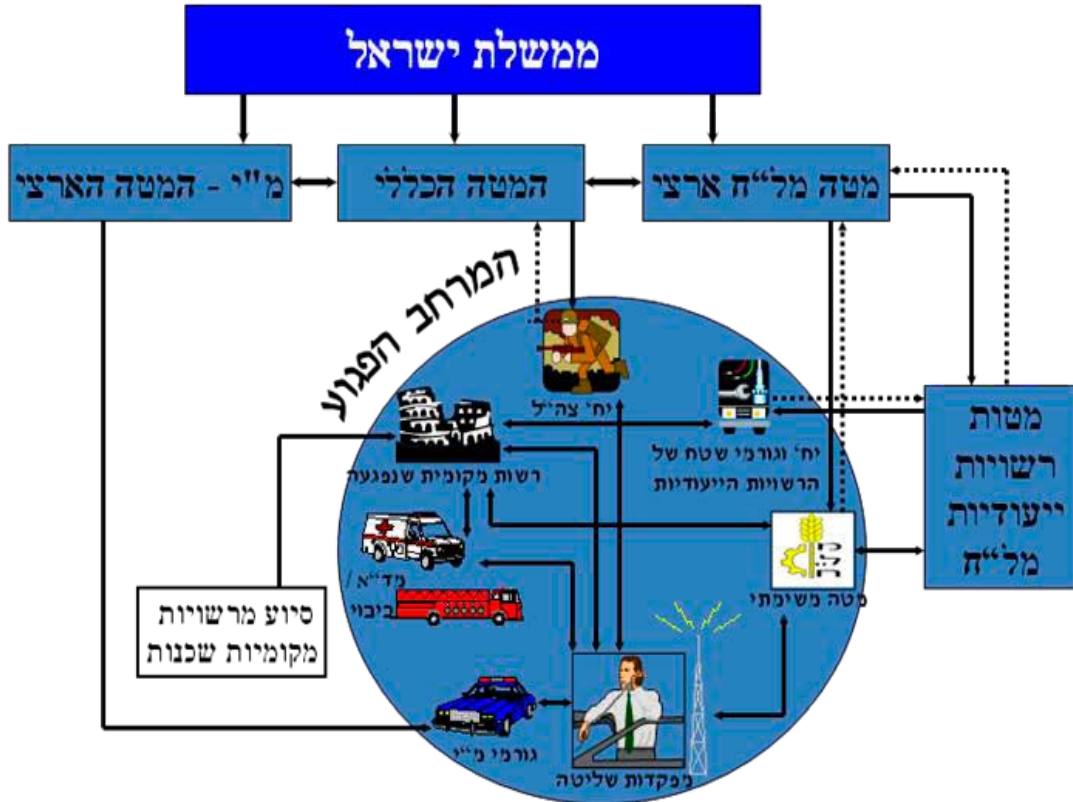 ממשלת ישראל
מטה מל"ח ארצי
המטה הכללי
מ"י - המטה הארצי
המרחב הפגוע
יח' צה"ל
יח' וגורמי שטח של
הרשויות הייעודיות
רשות מקומית שנפגעה
מטות
רשויות
ייעודיות
מל"ח
מד"א /
כיבוי
מטה משימתי
סיוע מרשויות
מקומיות שכנות
גורמי מ"י
מפקדות שליטה